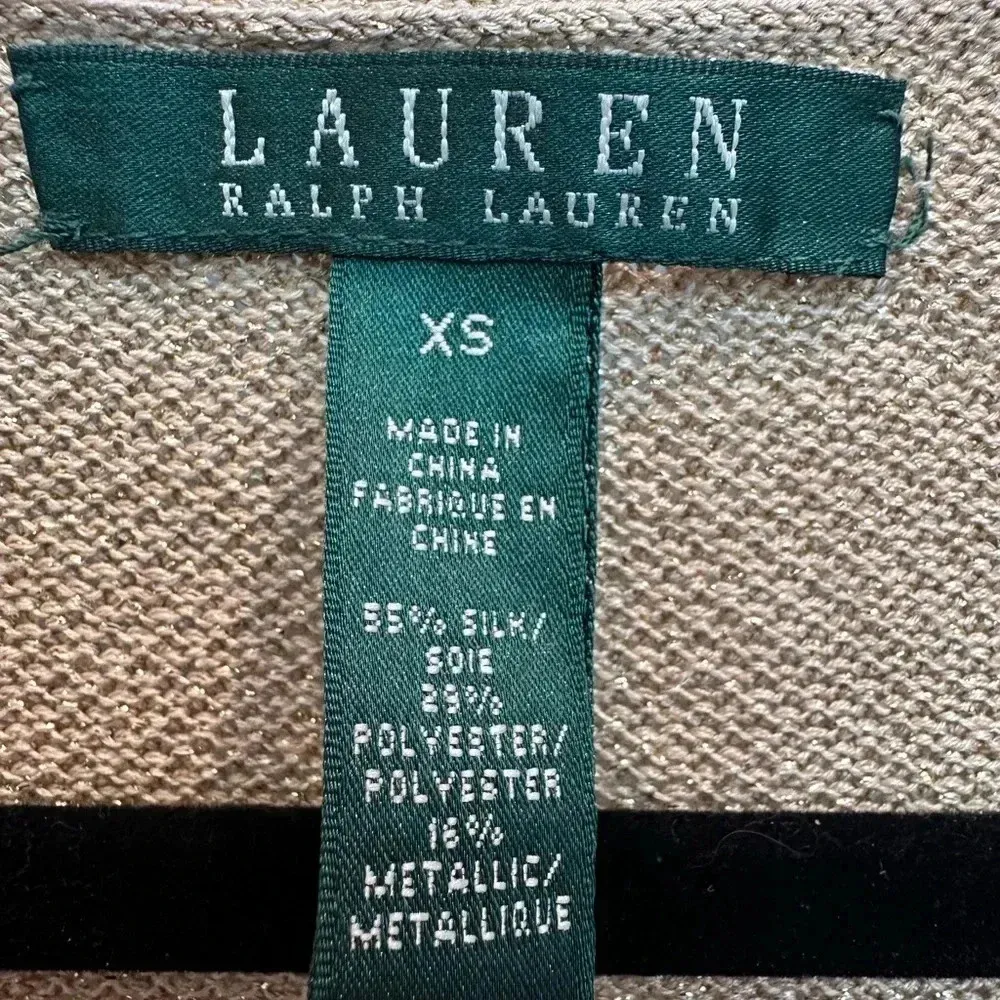 LAUREN
RALPH LAUREN
XS
MADE IN
CHINA
FABRIQUE EN
CHINE
55% SILK/
SOIE
29%
POLYESTER/
POLYESTER
16%
METALLIC/
METALLIQUE